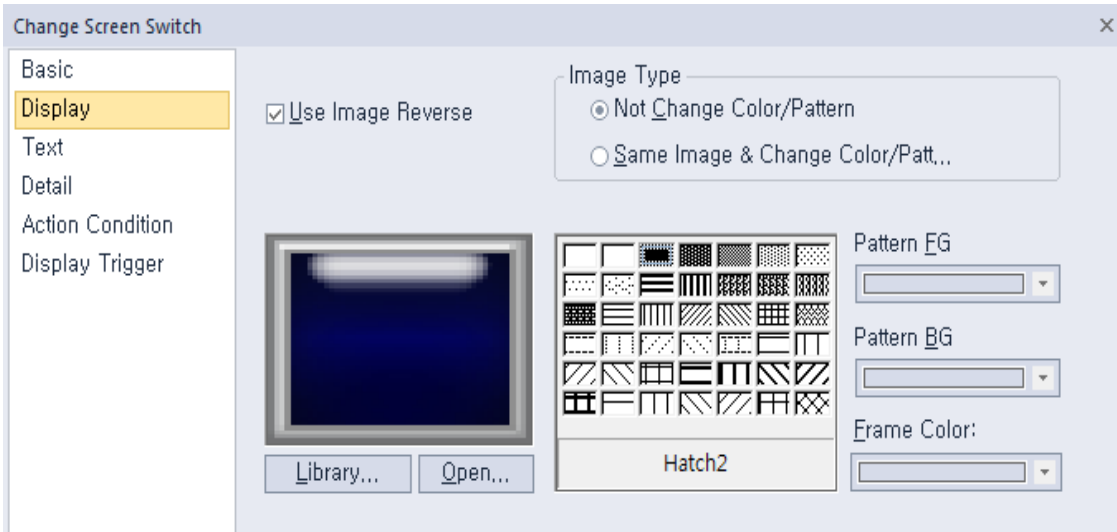 Change Screen Switch
Basic
Display
Text
Detail
Action Condition
Display Trigger
Use Image Reverse
Image Type
Not Change Color/Pattern
Same Image & Change Color/Patt...
Library...
Open...
Hatch2
Pattern FG
Pattern BG
Frame Color: